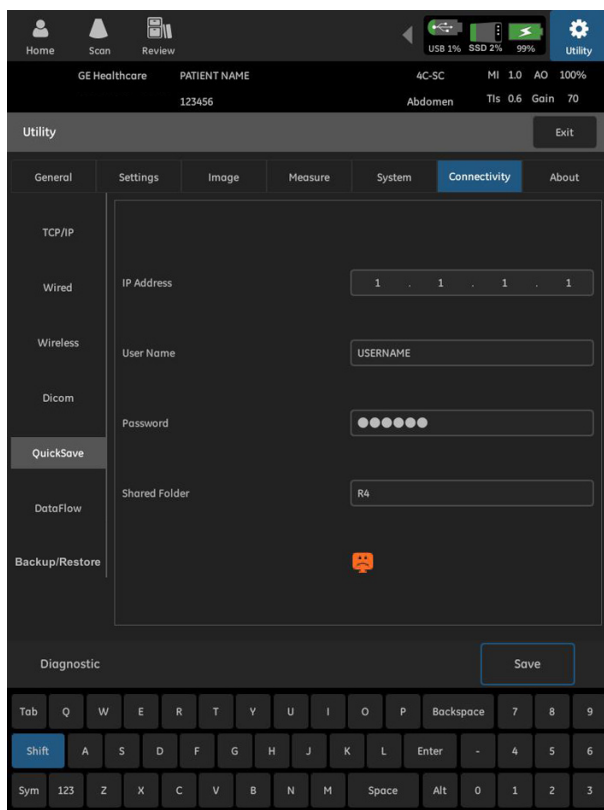 Home Scan Review USB 1% SSD 2% 99% Utility
GE Healthcare PATIENT NAME 4C-SC MI 1.0 AO 100%
123456 Abdomen TIs 0.6 Gain 70
Utility Exit
General Settings Image Measure System Connectivity About
TCP/IP
Wired
Wireless
Dicom
QuickSave
DataFlow
Backup/Restore
IP Address 1 . 1 . 1 . 1
User Name USERNAME
Password ●●●●●●
Shared Folder R4
Diagnostic Save
Tab Q W E R T Y U I O P Backspace 7 8 9
Shift A S D F G H J K L Enter - 4 5 6
Sym 123 Z X C V B N M Space Alt 0 1 2 3